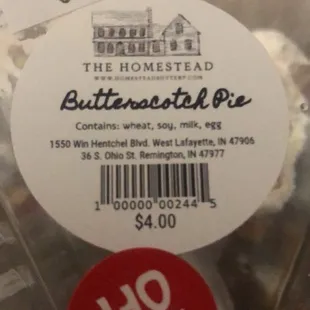 THE HOMESTEAD
WWW.HOMESTEADBUTTERY.COM
Butterscotch Pie
Contains: wheat, soy, milk, egg
1550 Win Hentchel Blvd. West Lafayette, IN 47906
36 S. Ohio St. Remington, IN 47977
1 00000 00244 5
$4.00
OFF